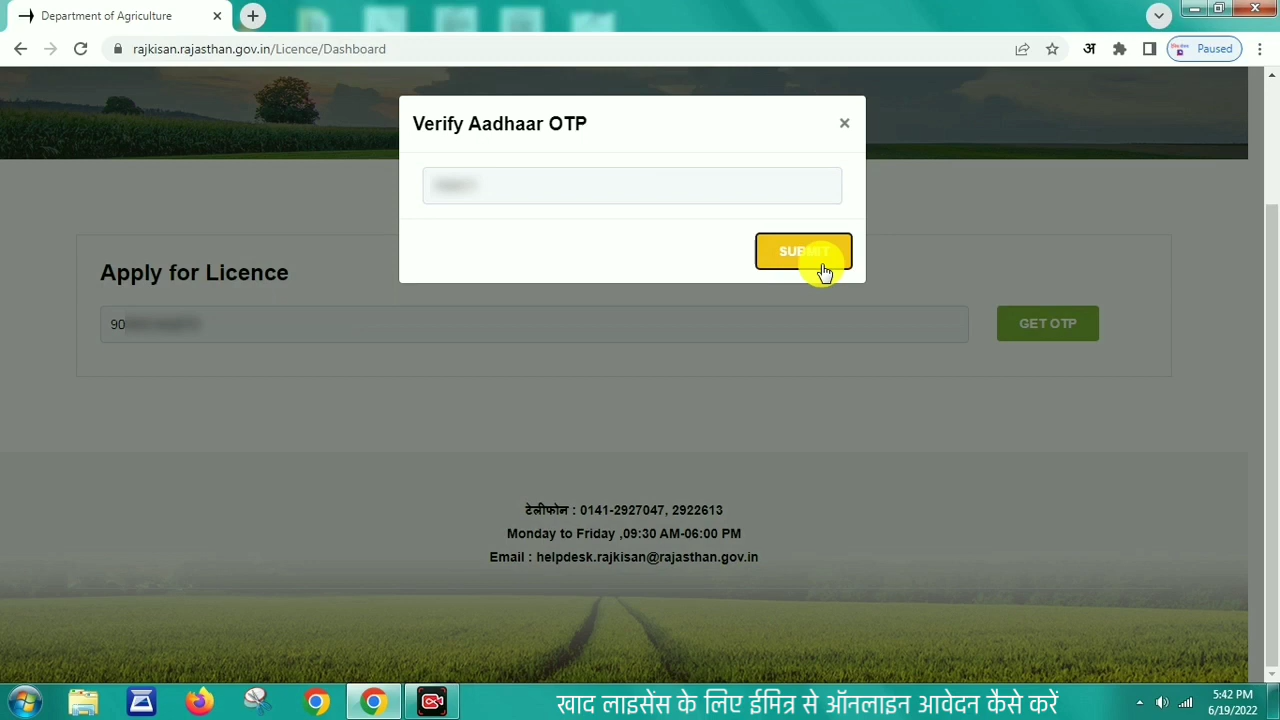 Department of Agriculture
rajkisan.rajasthan.gov.in/Licence/Dashboard
अ
Paused
Verify Aadhaar OTP
SUBMIT
Apply for Licence
90
GET OTP
टेलीफोन : 0141-2927047, 2922613
Monday to Friday ,09:30 AM-06:00 PM
Email : helpdesk.rajkisan@rajasthan.gov.in
खाद लाइसेंस के लिए ईमित्र से ऑनलाइन आवेदन कैसे करें
5:42 PM
6/19/2022